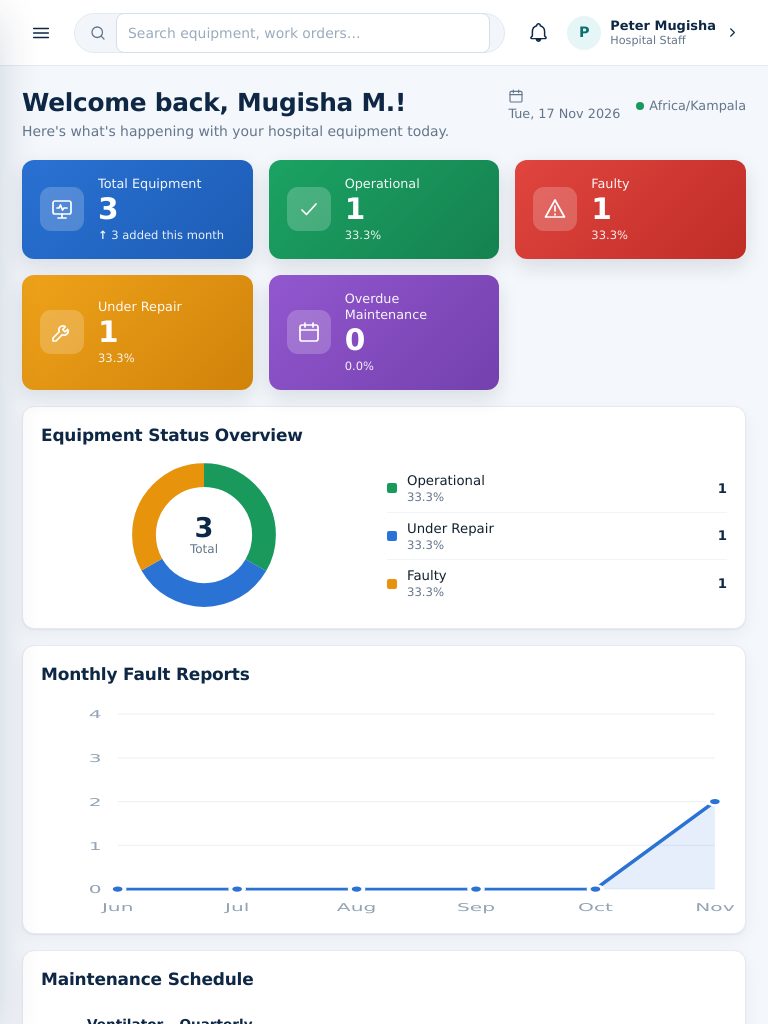 Search equipment, work orders...
P
Peter Mugisha
Hospital Staff
Welcome back, Mugisha M.!
Here's what's happening with your hospital equipment today.
Tue, 17 Nov 2026
Africa/Kampala
Total Equipment
3
↑ 3 added this month
Operational
1
33.3%
Faulty
1
33.3%
Under Repair
1
33.3%
Overdue
Maintenance
0
0.0%
Equipment Status Overview
3
Total
Operational
33.3%
1
Under Repair
33.3%
1
Faulty
33.3%
1
Monthly Fault Reports
4
3
2
1
0
Jun Jul Aug Sep Oct Nov
Maintenance Schedule
Ventilator – Quarterly